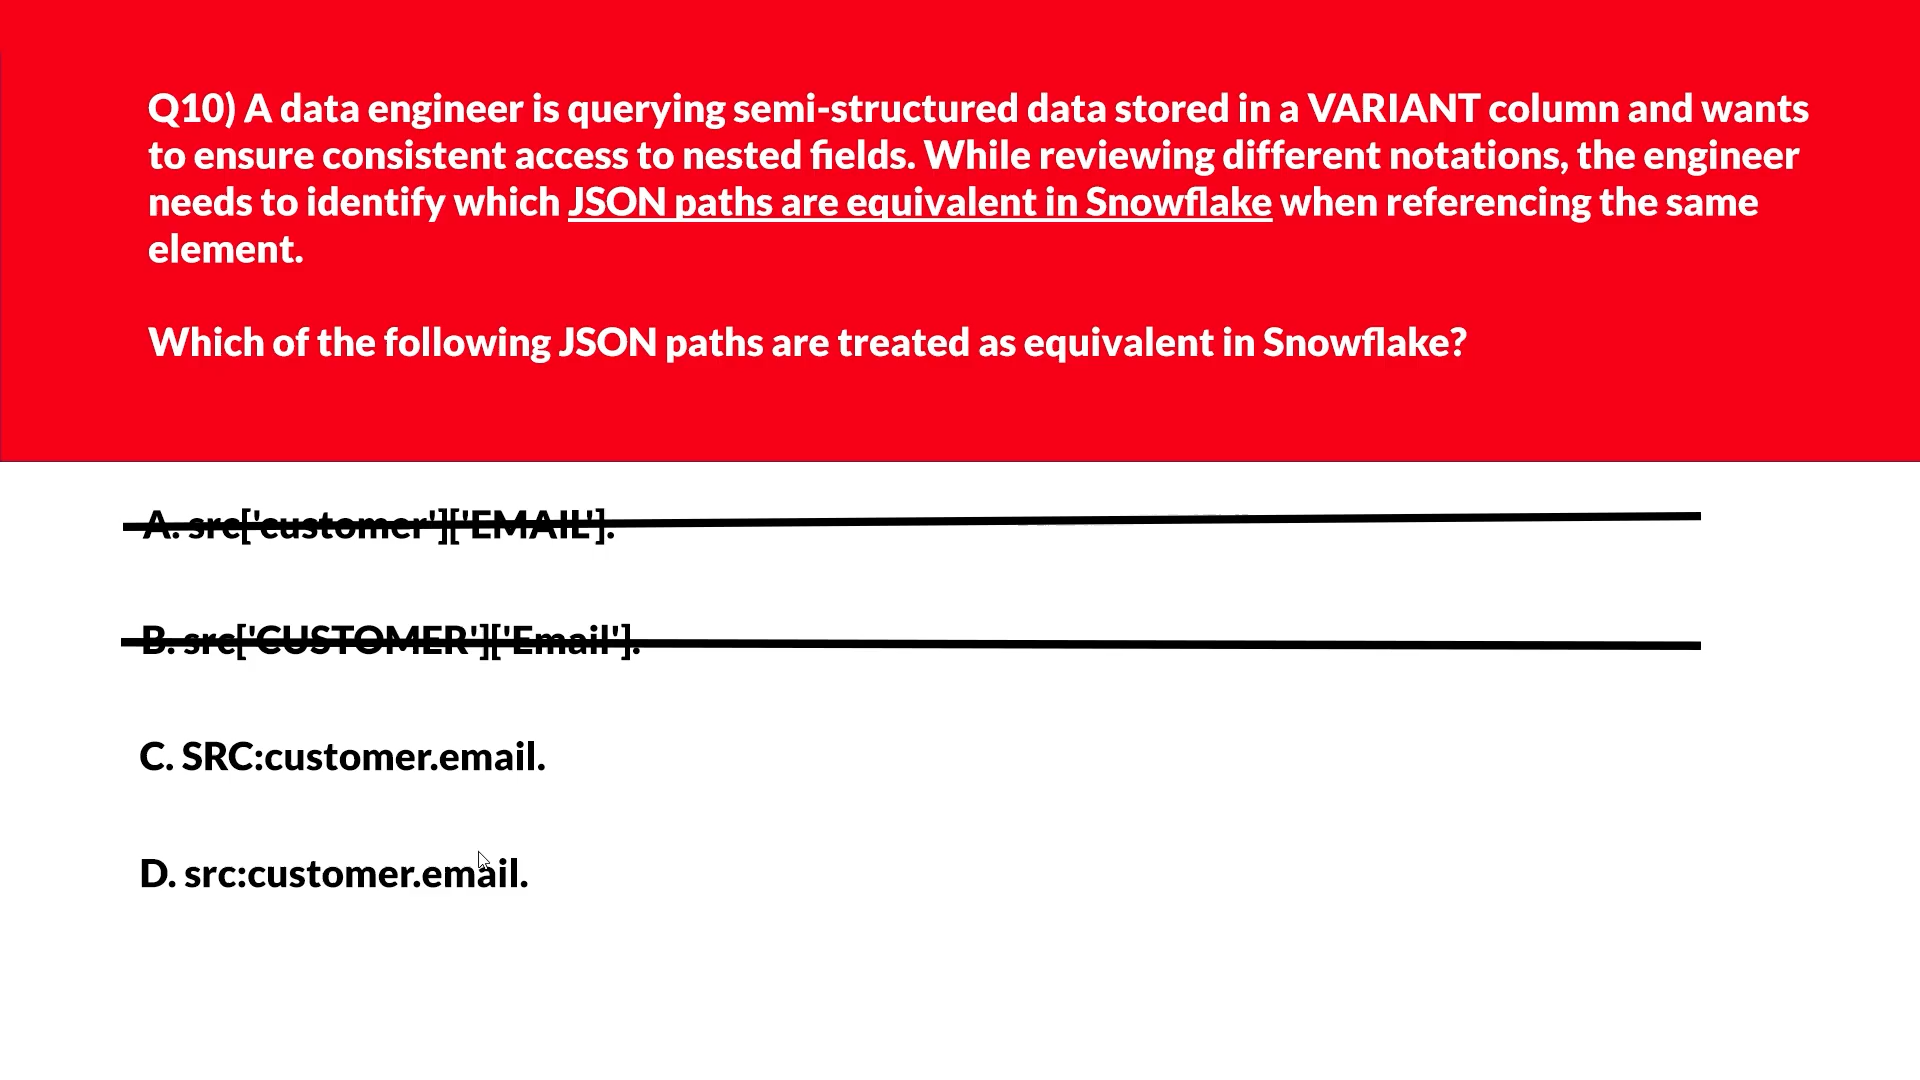 Q10) A data engineer is querying semi-structured data stored in a VARIANT column and wants
to ensure consistent access to nested fields. While reviewing different notations, the engineer
needs to identify which JSON paths are equivalent in Snowflake when referencing the same
element.
Which of the following JSON paths are treated as equivalent in Snowflake?
A. src['customer']['EMAIL'].
B. src['CUSTOMER']['Email'].
C. SRC:customer.email.
D. src:customer.email.